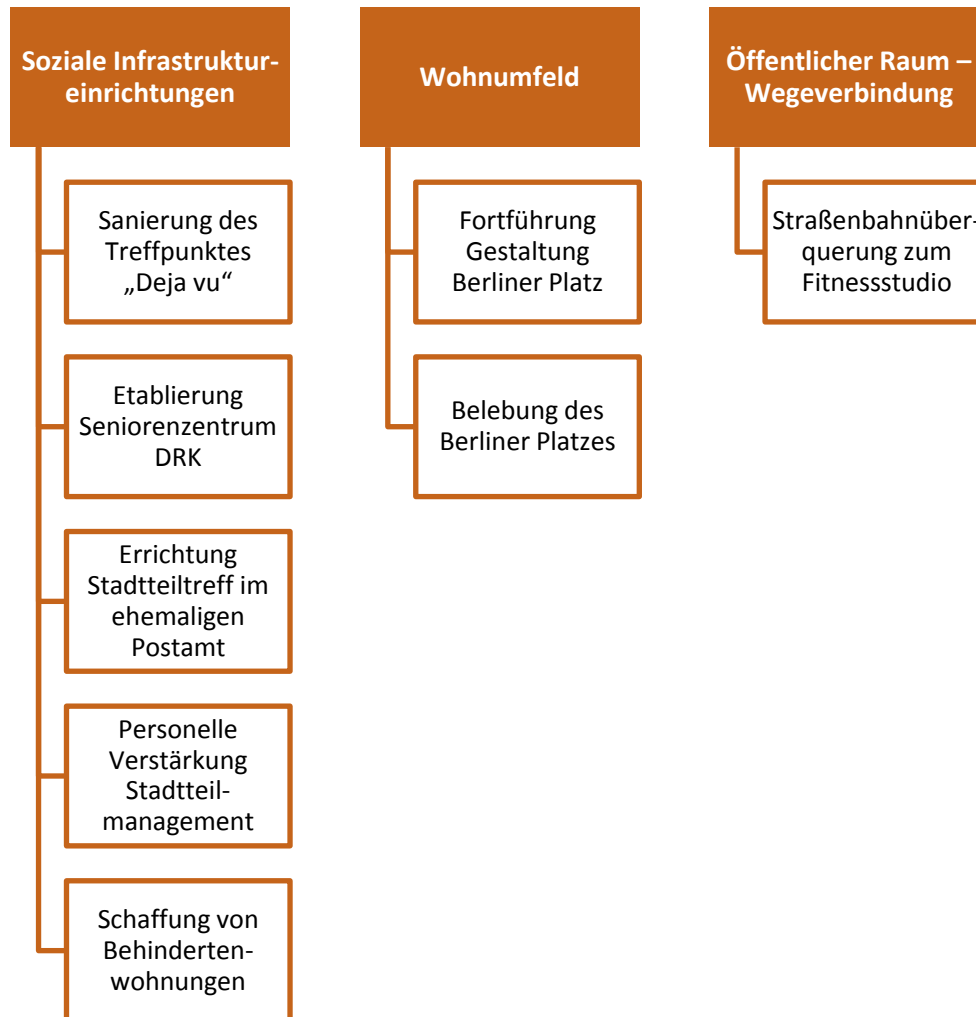 Soziale Infrastruktur-
einrichtungen
Sanierung des
Treffpunktes
„Deja vu“
Etablierung
Seniorenzentrum
DRK
Errichtung
Stadtteiltreff im
ehemaligen
Postamt
Personelle
Verstärkung
Stadtteil-
management
Schaffung von
Behinderten-
wohnungen
Wohnumfeld
Fortführung
Gestaltung
Berliner Platz
Belebung des
Berliner Platzes
Öffentlicher Raum –
Wegeverbindung
Straßenbahnüber-
querung zum
Fitnessstudio